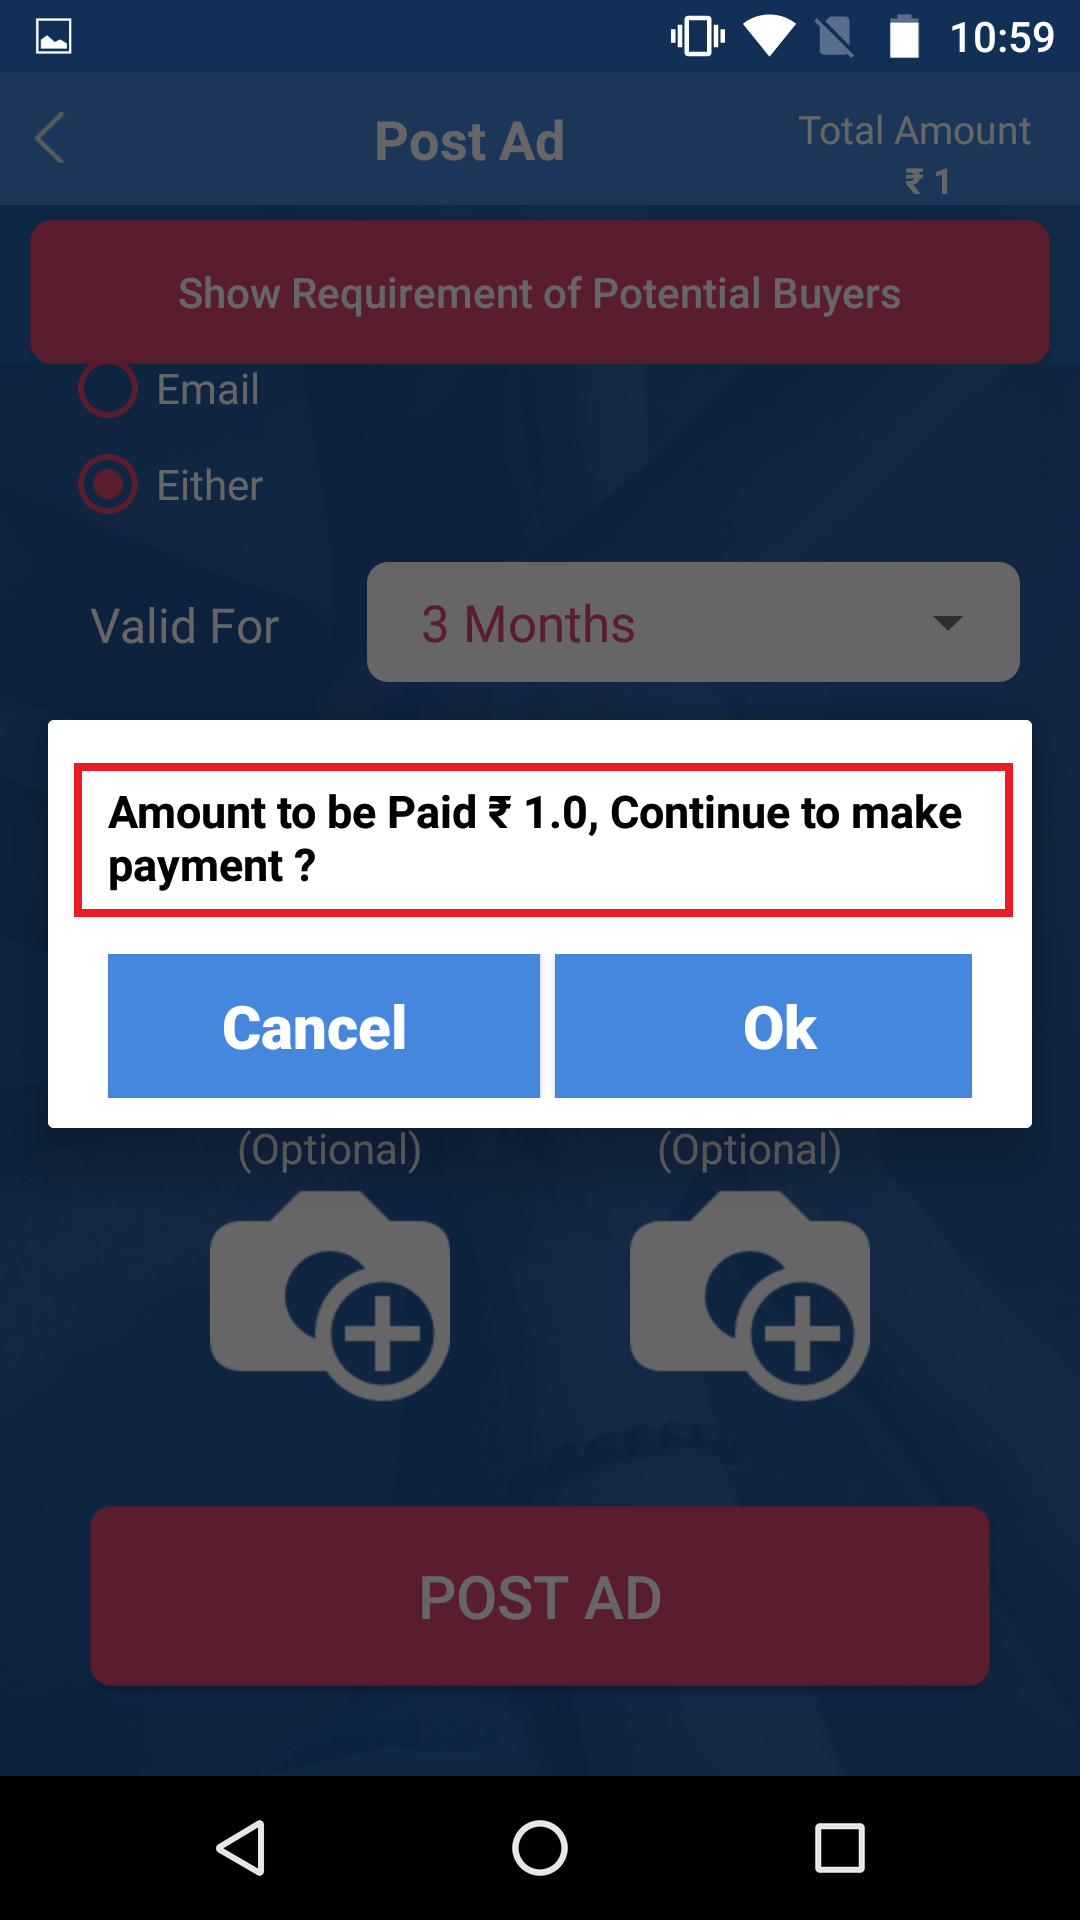 10:59
Post Ad
Total Amount
₹ 1
Show Requirement of Potential Buyers
Email
Either
Valid For
3 Months
Amount to be Paid ₹ 1.0, Continue to make
payment ?
Cancel
Ok
(Optional)
(Optional)
POST AD